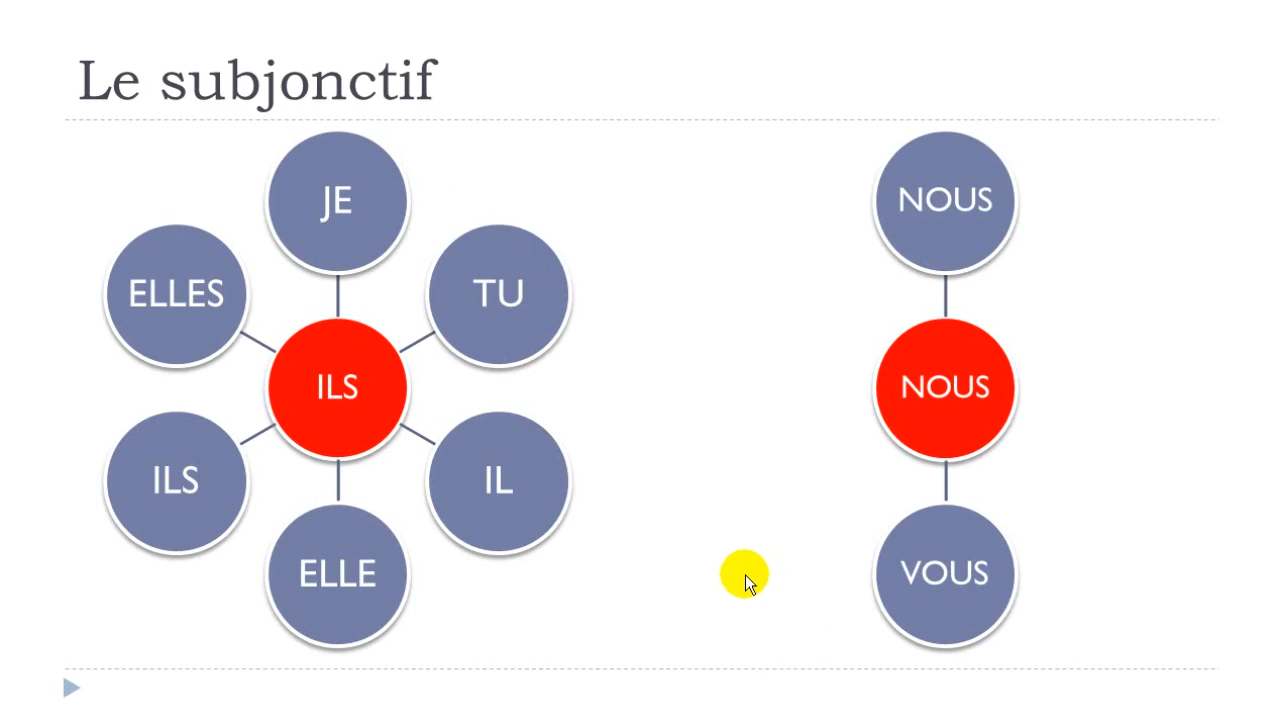 Le subjonctif
JE
ELLES
TU
ILS
ILS
IL
ELLE
NOUS
NOUS
VOUS